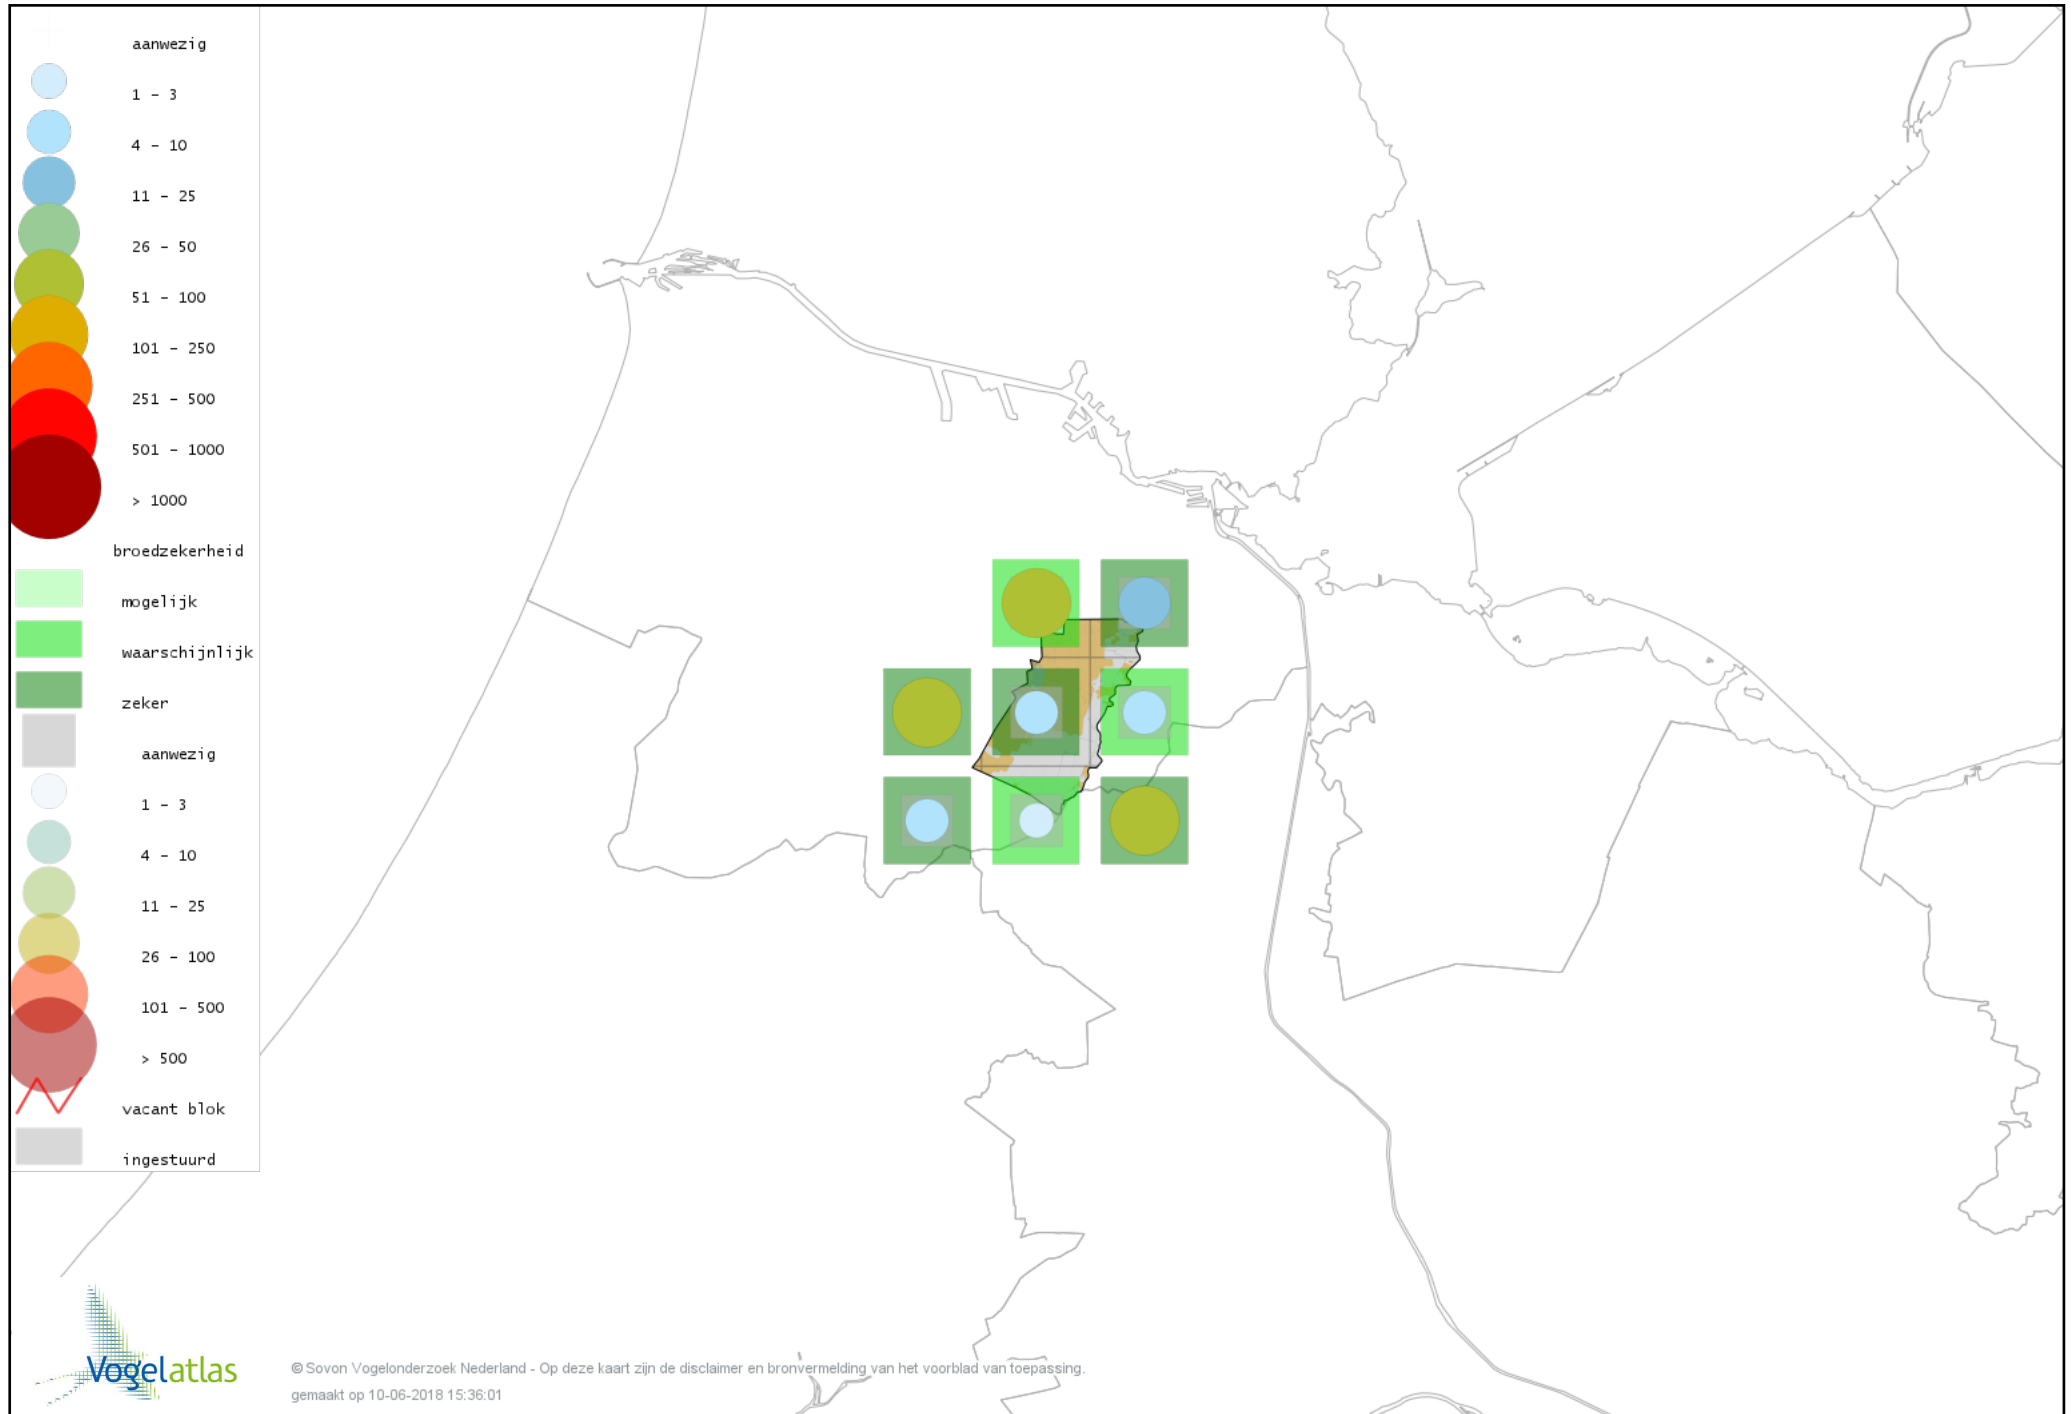 aanwezig
1 - 3
4 - 10
11 - 25
26 - 50
51 - 100
101 - 250
251 - 500
501 - 1000
> 1000
broedzekerheid
mogelijk
waarschijnlijk
zeker
aanwezig
1 - 3
4 - 10
11 - 25
26 - 100
101 - 500
> 500
vacant blok
ingestuurd
Vogelatlas
© Sovon Vogelonderzoek Nederland - Op deze kaart zijn de disclaimer en bronvermelding van het voorblad van toepassing.
gemaakt op 10-06-2018 15:36:01